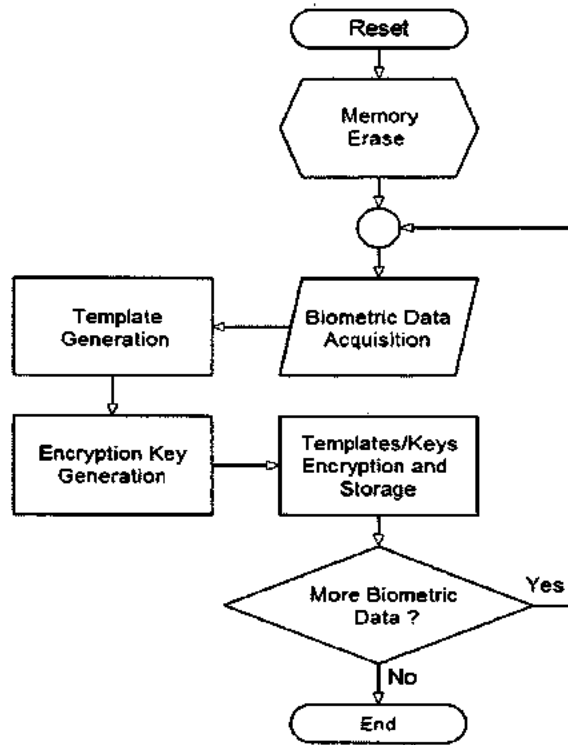 Reset
Memory
Erase
Biometric Data
Acquisition
Template
Generation
Encryption Key
Generation
Templates/Keys
Encryption and
Storage
More Biometric
Data ?
Yes
No
End